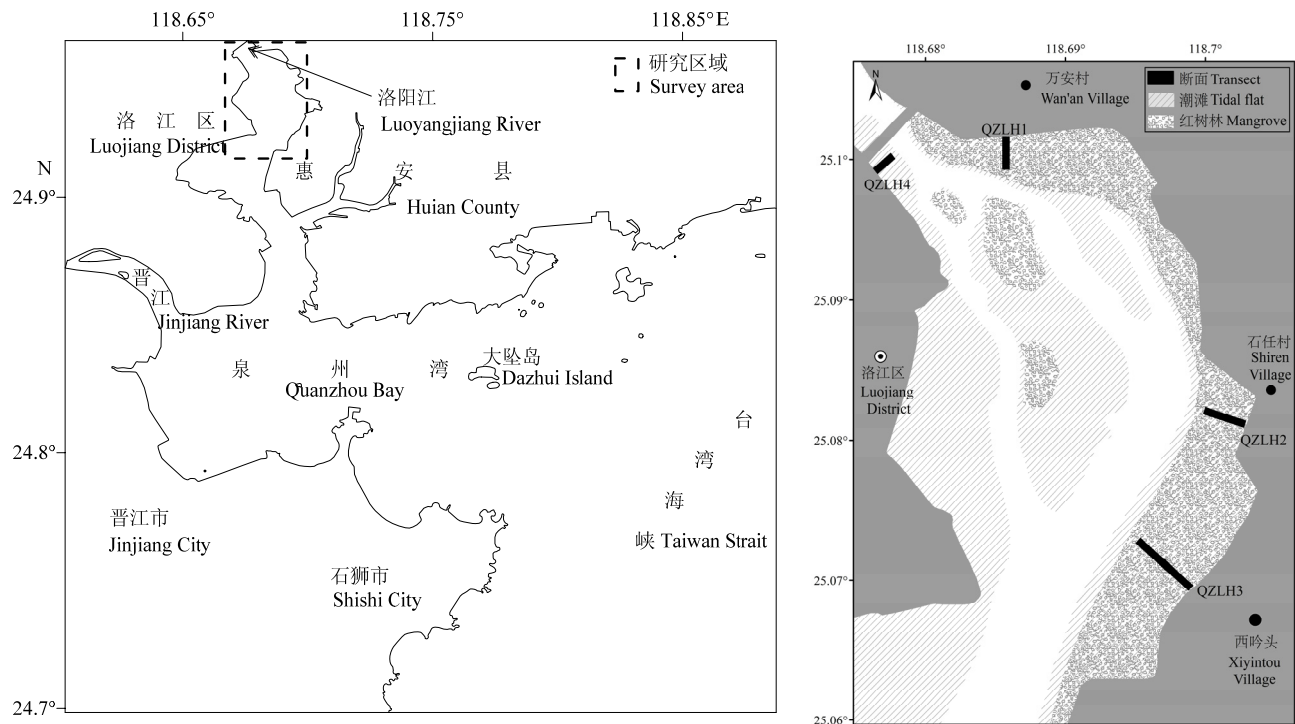 118.65°
118.75°
118.85°E
研究区域
Survey area
洛阳江
Luoyangjiang River
洛江区
Luojiang District
N
惠安县
24.9°
Huian County
晋江
Jinjiang River
泉州湾
Quanzhou Bay
大坠岛
Dazhui Island
台湾海峡 Taiwan Strait
24.8°
晋江市
Jinjiang City
石狮市
Shishi City
24.7°
118.68°
118.69°
118.7°
N
万安村
Wan'an Village
断面 Transect
潮滩 Tidal flat
红树林 Mangrove
QZLH1
25.1°
QZLH4
25.09°
石任村
Shiren
Village
洛江区
Luojiang
District
25.08°
QZLH2
25.07°
QZLH3
西吟头
Xiyintou
Village
25.06°